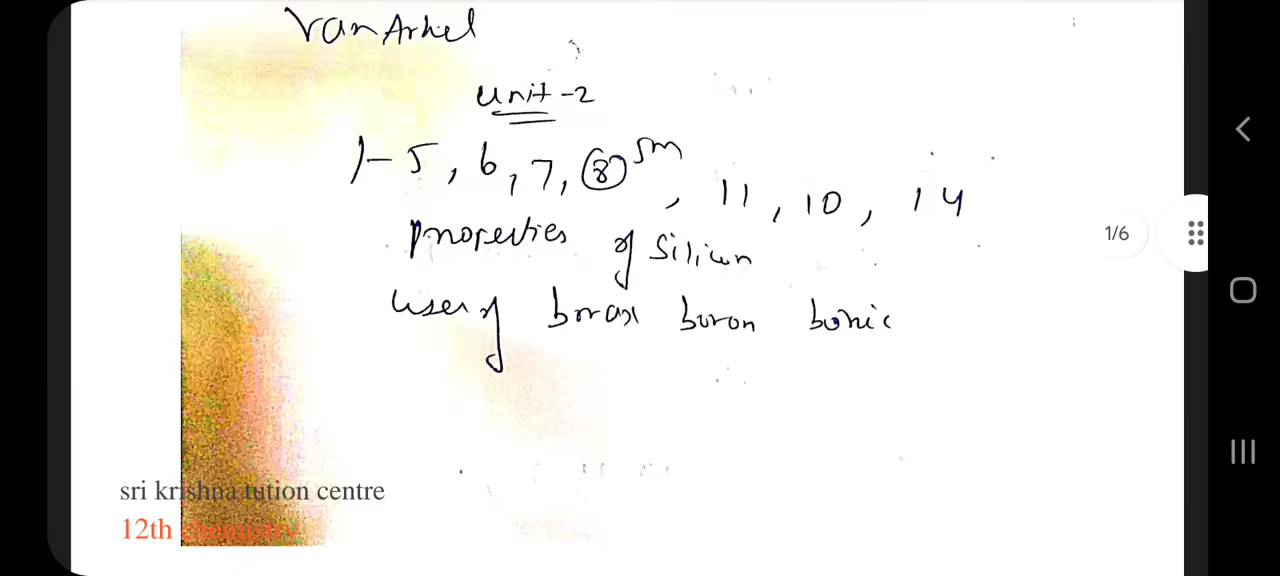 Van Arkel
unit -2
1- 5, 6, 7, 8 5m, 11, 10, 14
1/6
properties of Silicon
uses of borax boron boric
sri krishna tution centre
12th chemistry